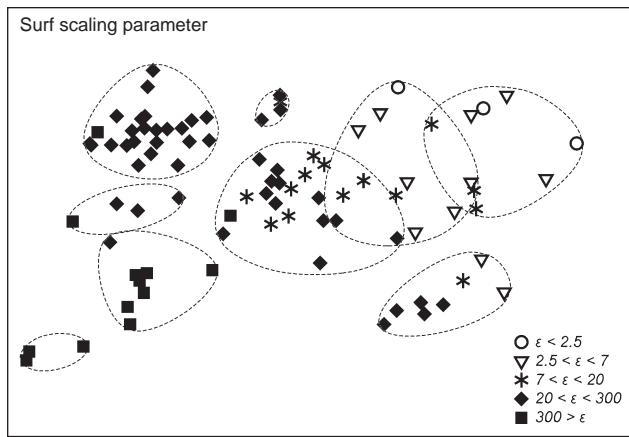 Surf scaling parameter
ε < 2.5
2.5 < ε < 7
7 < ε < 20
20 < ε < 300
300 > ε